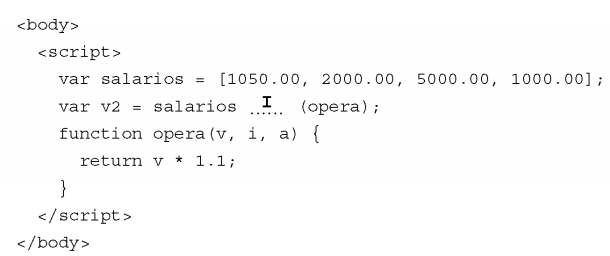 <body>
<script>
var salarios = [1050.00, 2000.00, 5000.00, 1000.00];
var v2 = salarios ..I... (opera);
function opera(v, i, a) {
return v * 1.1;
}
</script>
</body>